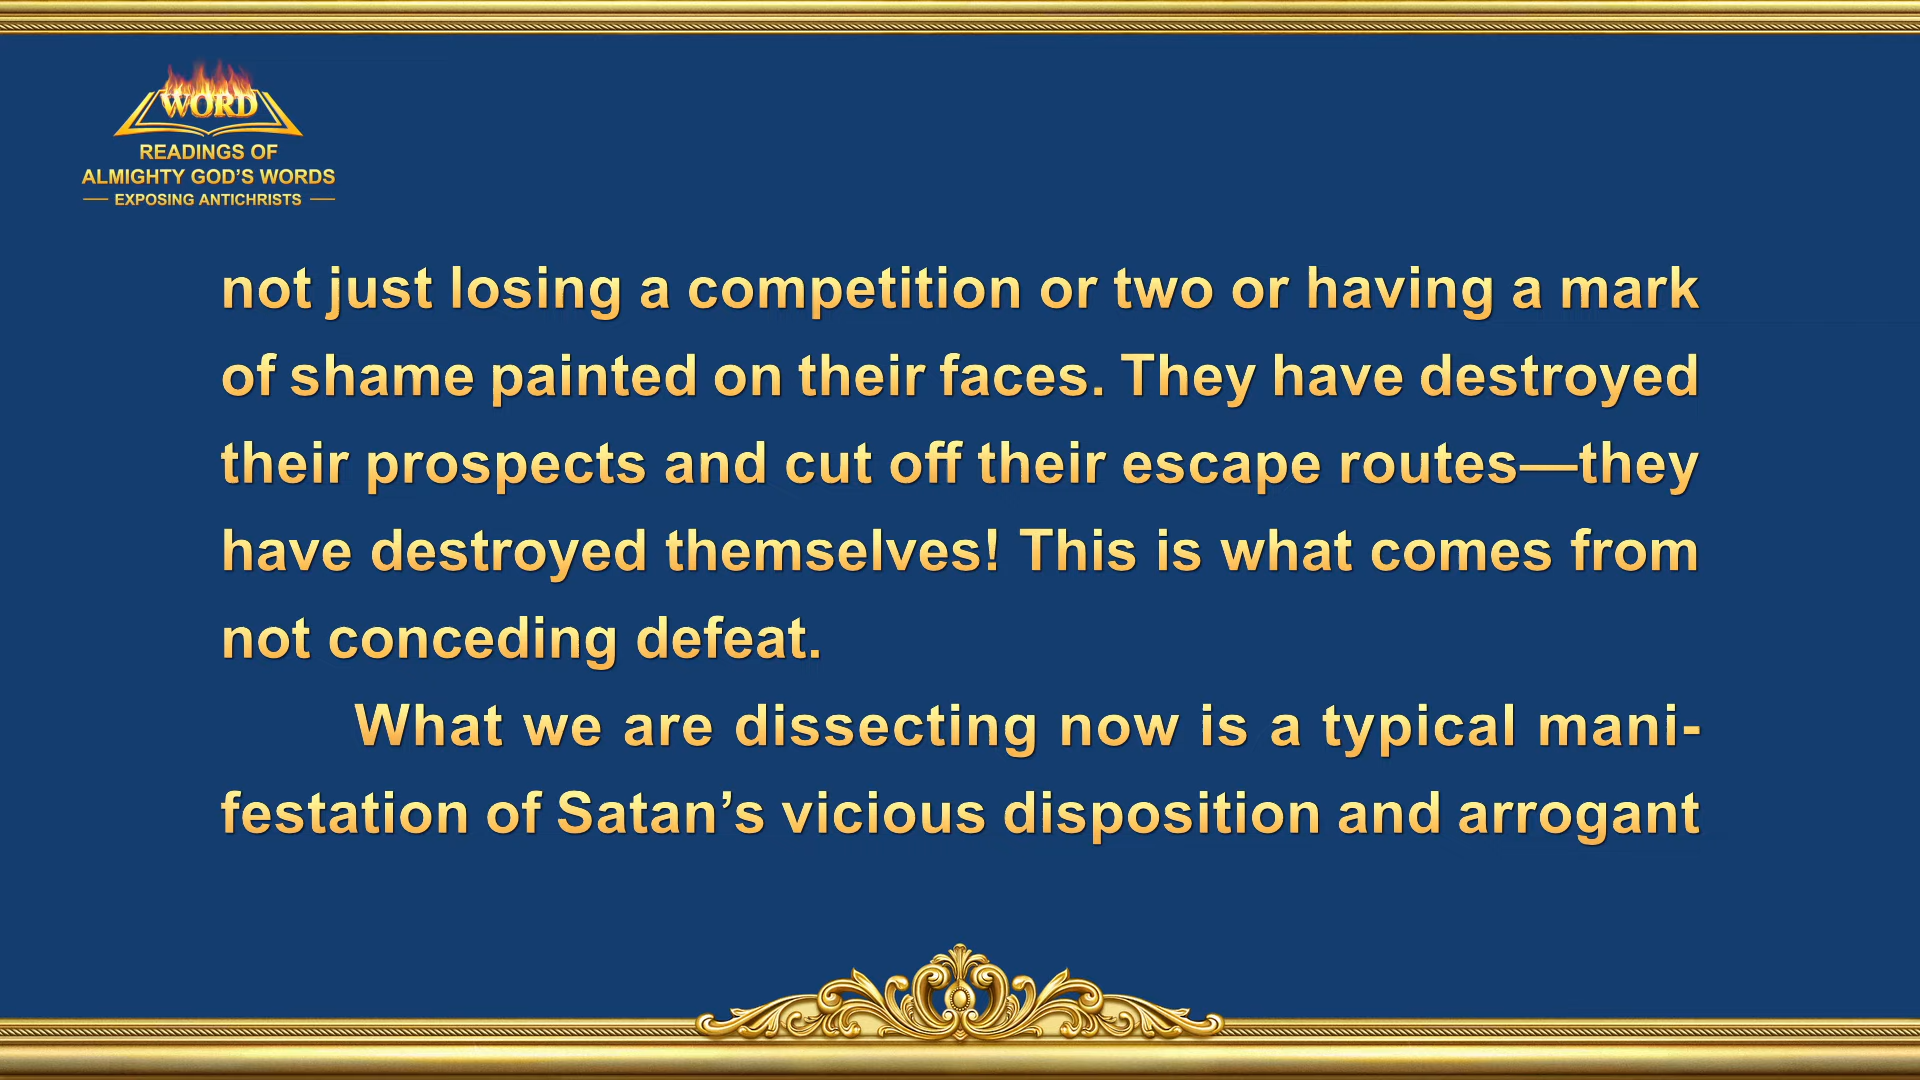 WORD
READINGS OF
ALMIGHTY GOD'S WORDS
EXPOSING ANTICHRISTS
not just losing a competition or two or having a mark
of shame painted on their faces. They have destroyed
their prospects and cut off their escape routes—they
have destroyed themselves! This is what comes from
not conceding defeat.
What we are dissecting now is a typical mani-
festation of Satan’s vicious disposition and arrogant